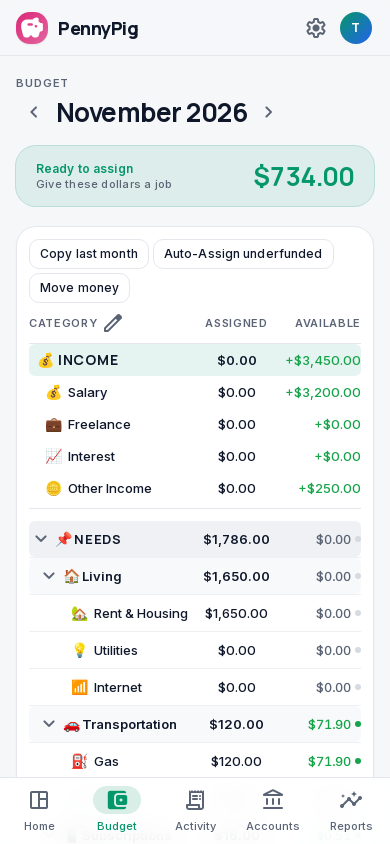 PennyPig
T
BUDGET
November 2026
Ready to assign
Give these dollars a job
$734.00
Copy last month
Auto-Assign underfunded
Move money
CATEGORY ASSIGNED AVAILABLE
INCOME $0.00 +$3,450.00
Salary $0.00 +$3,200.00
Freelance $0.00 +$0.00
Interest $0.00 +$0.00
Other Income $0.00 +$250.00
NEEDS $1,786.00 $0.00
Living $1,650.00 $0.00
Rent & Housing $1,650.00 $0.00
Utilities $0.00 $0.00
Internet $0.00 $0.00
Transportation $120.00 $71.90
Gas $120.00 $71.90
Home Budget Activity Accounts Reports